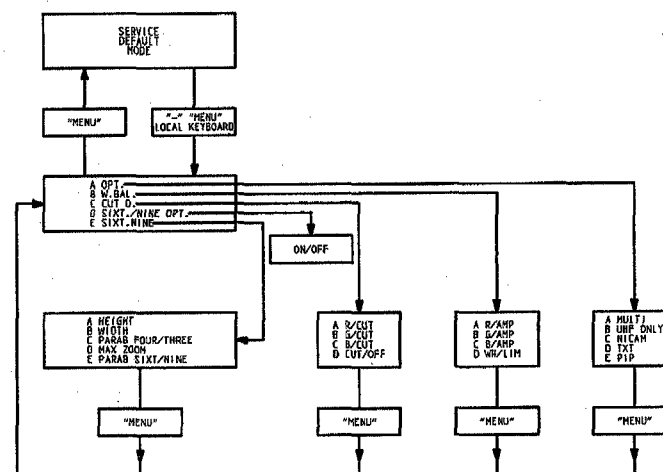 SERVICE
DEFAULT
MODE
"MENU"
"-" "MENU"
LOCAL KEYBOARD
A OPT.
B W.BAL.
C CUT O.
D SIXT./NINE OPT.
E SIXT.NINE
ON/OFF
A HEIGHT
B WIDTH
C PARAB FOUR/THREE
D MAX ZOOM
E PARAB SIXT/NINE
A R/CUT
B G/CUT
C B/CUT
D CUT/OFF
A R/AMP
B G/AMP
C B/AMP
D WH/LIM
A MULTI
B UHF ONLY
C NICAM
D TXT
E PIP
"MENU"
"MENU"
"MENU"
"MENU"